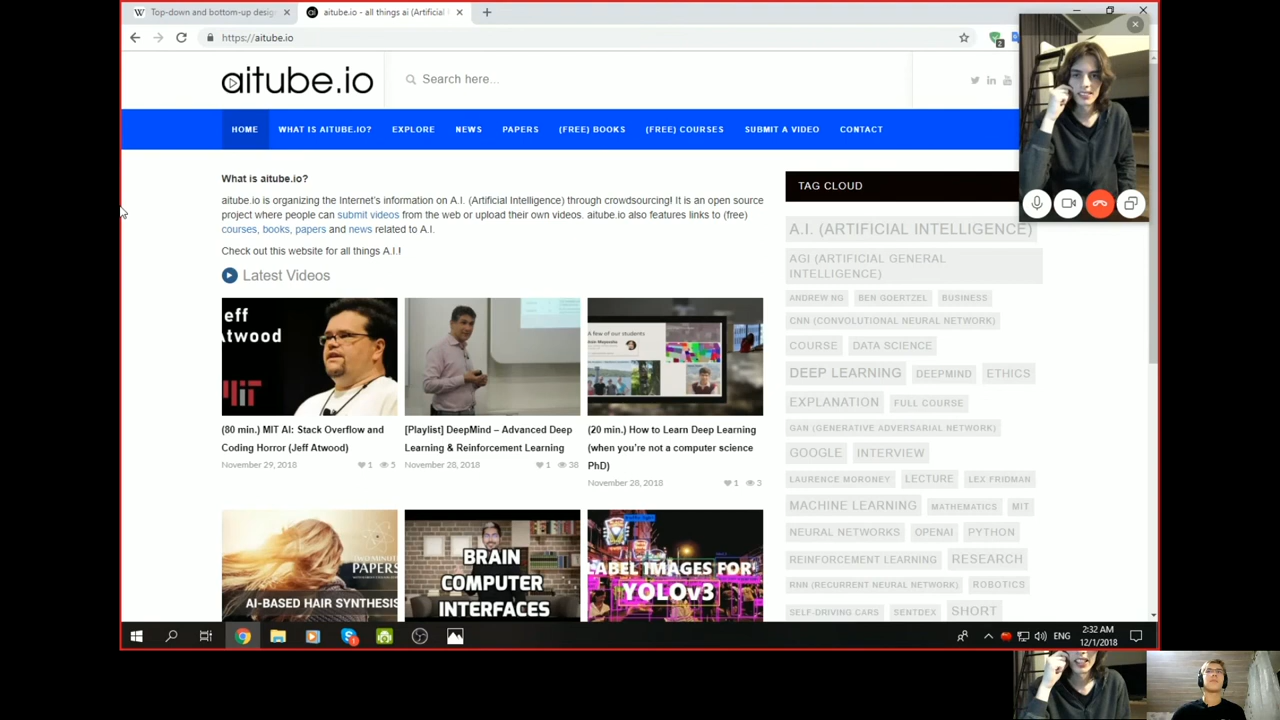 Top-down and bottom-up desig
aitube.io - all things ai (Artificial
https://aitube.io
2
aitube.io
Search here...
HOME
WHAT IS AITUBE.IO?
EXPLORE
NEWS
PAPERS
(FREE) BOOKS
(FREE) COURSES
SUBMIT A VIDEO
CONTACT
What is aitube.io?
aitube.io is organizing the Internet's information on A.I. (Artificial Intelligence) through crowdsourcing! It is an open source
project where people can submit videos from the web or upload their own videos. aitube.io also features links to (free)
courses, books, papers and news related to A.I.
Check out this website for all things A.I.!
Latest Videos
eff
twood
MIT
(80 min.) MIT AI: Stack Overflow and
Coding Horror (Jeff Atwood)
November 29, 2018
1
5
[Playlist] DeepMind – Advanced Deep
Learning & Reinforcement Learning
November 28, 2018
1
38
A few of our students
(20 min.) How to Learn Deep Learning
(when you're not a computer science
PhD)
November 28, 2018
1
3
TWO MINUTE
PAPERS
AI-BASED HAIR SYNTHESIS
BRAIN
COMPUTER
INTERFACES
LABEL IMAGES FOR
YOLOv3
TAG CLOUD
A.I. (ARTIFICIAL INTELLIGENCE)
AGI (ARTIFICIAL GENERAL
INTELLIGENCE)
ANDREW NG
BEN GOERTZEL
BUSINESS
CNN (CONVOLUTIONAL NEURAL NETWORK)
COURSE
DATA SCIENCE
DEEP LEARNING
DEEPMIND
ETHICS
EXPLANATION
FULL COURSE
GAN (GENERATIVE ADVERSARIAL NETWORK)
GOOGLE
INTERVIEW
LAURENCE MORONEY
LECTURE
LEX FRIDMAN
MACHINE LEARNING
MATHEMATICS
MIT
NEURAL NETWORKS
OPENAI
PYTHON
REINFORCEMENT LEARNING
RESEARCH
RNN (RECURRENT NEURAL NETWORK)
ROBOTICS
SELF-DRIVING CARS
SENTDEX
SHORT
ENG
2:32 AM
12/1/2018